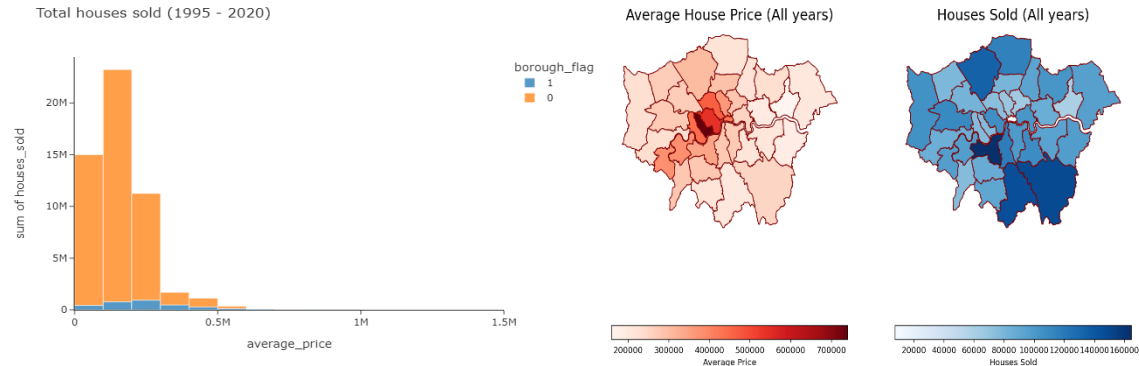 Total houses sold (1995 - 2020)
sum of houses_sold
20M
15M
10M
5M
0
0
0.5M
1M
1.5M
average_price
borough_flag
1
0
Average House Price (All years)
200000 300000 400000 500000 600000 700000
Average Price
Houses Sold (All years)
20000 40000 60000 80000 100000 120000 140000 160000
Houses Sold